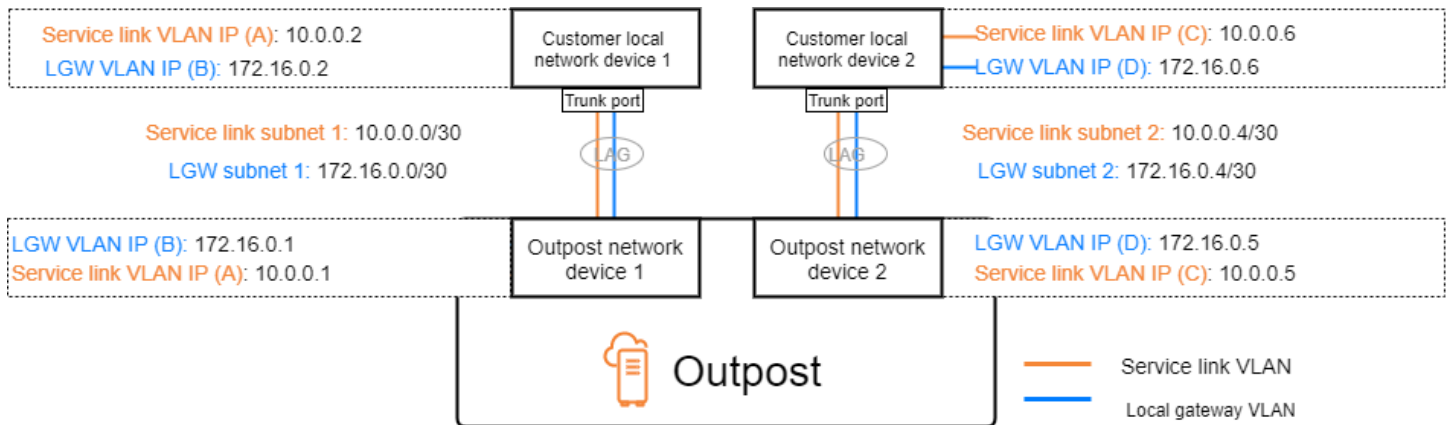 Service link VLAN IP (A): 10.0.0.2
LGW VLAN IP (B): 172.16.0.2
Customer local
network device 1
Customer local
network device 2
Service link VLAN IP (C): 10.0.0.6
LGW VLAN IP (D): 172.16.0.6
Trunk port
Trunk port
Service link subnet 1: 10.0.0.0/30
LGW subnet 1: 172.16.0.0/30
LAG
LAG
Service link subnet 2: 10.0.0.4/30
LGW subnet 2: 172.16.0.4/30
LGW VLAN IP (B): 172.16.0.1
Service link VLAN IP (A): 10.0.0.1
Outpost network
device 1
Outpost network
device 2
LGW VLAN IP (D): 172.16.0.5
Service link VLAN IP (C): 10.0.0.5
Outpost
Service link VLAN
Local gateway VLAN